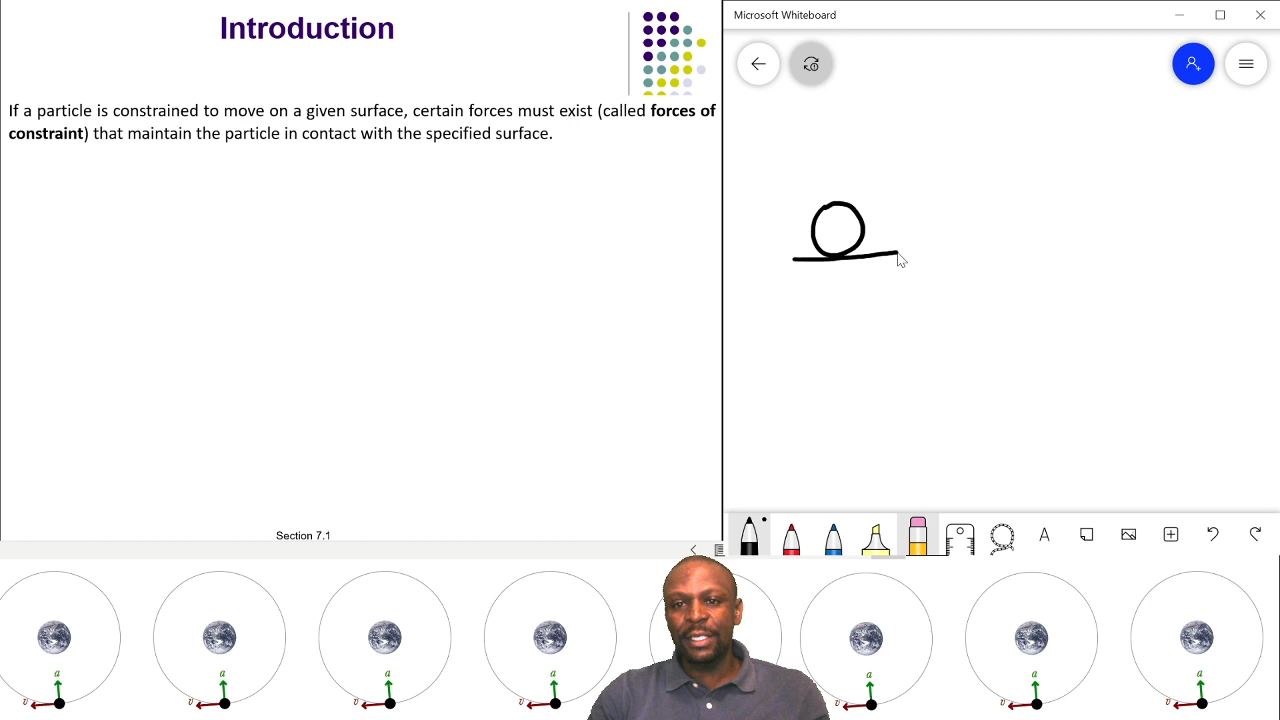 Introduction
If a particle is constrained to move on a given surface, certain forces must exist (called forces of
constraint) that maintain the particle in contact with the specified surface.
Section 7.1
Microsoft Whiteboard
A
a
v
a
v
a
v
a
v
a
v
a
v
a
v